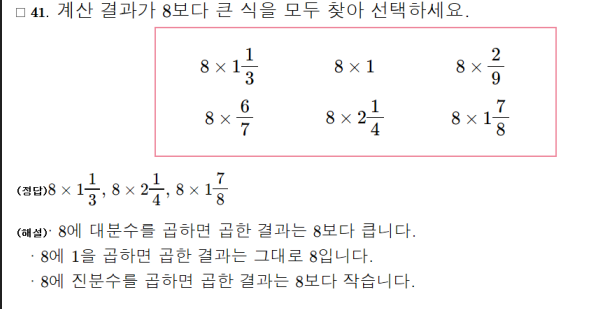 □ 41. 계산 결과가 8보다 큰 식을 모두 찾아 선택하세요.
8 × 1 1/3   8 × 1   8 × 2/9
8 × 6/7   8 × 2 1/4   8 × 1 7/8
(정답)8 × 1 1/3, 8 × 2 1/4, 8 × 1 7/8
(해설)· 8에 대분수를 곱하면 곱한 결과는 8보다 큽니다.
· 8에 1을 곱하면 곱한 결과는 그대로 8입니다.
· 8에 진분수를 곱하면 곱한 결과는 8보다 작습니다.